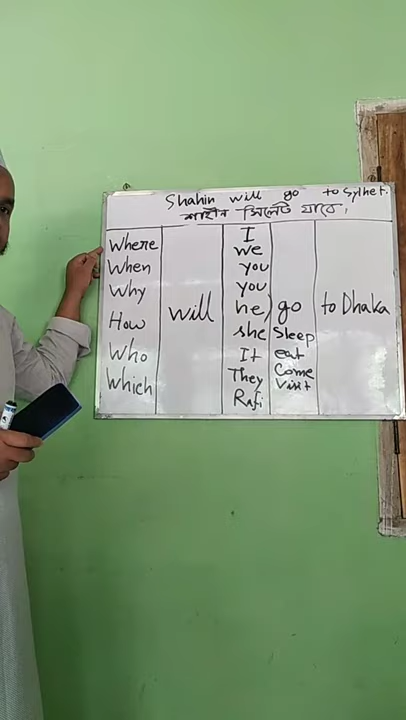 Shahin will go to Sylhet.
শাহীন সিলেট যাবে।
Where
When
Why
How
Who
Which
will
I
we
you
you
he
she
It
They
Rafi
go
Sleep
eat
Come
Visit
to Dhaka